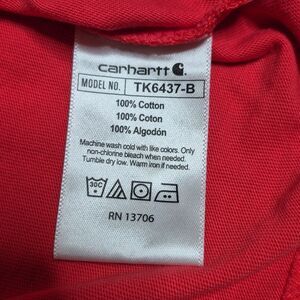 carhartt
MODEL NO. TK6437-B
100% Cotton
100% Coton
100% Algodón
Machine wash cold with like colors. Only
non-chlorine bleach when needed.
Tumble dry low. Warm iron if needed.
30C
RN 13706